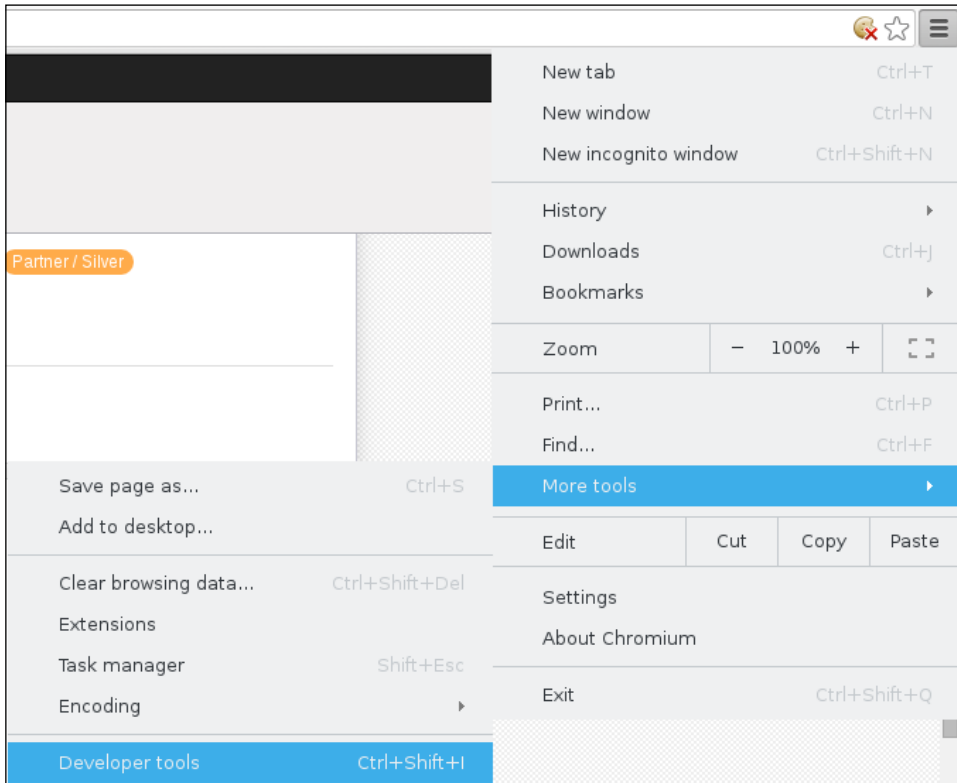 New tab Ctrl+T
New window Ctrl+N
New incognito window Ctrl+Shift+N
History
Downloads Ctrl+J
Bookmarks
Zoom − 100% +
Print... Ctrl+P
Find... Ctrl+F
More tools
Edit Cut Copy Paste
Settings
About Chromium
Exit Ctrl+Shift+Q
Partner / Silver
Save page as... Ctrl+S
Add to desktop...
Clear browsing data... Ctrl+Shift+Del
Extensions
Task manager Shift+Esc
Encoding
Developer tools Ctrl+Shift+I